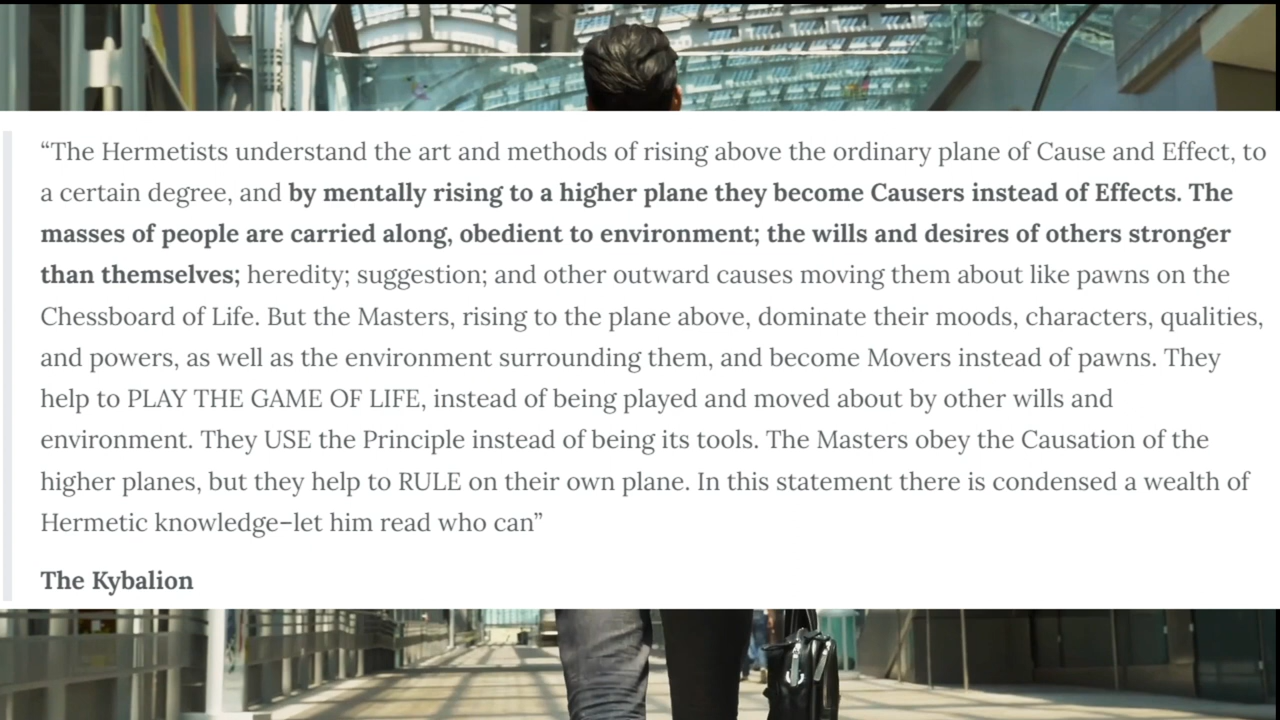 “The Hermetists understand the art and methods of rising above the ordinary plane of Cause and Effect, to
a certain degree, and by mentally rising to a higher plane they become Causers instead of Effects. The
masses of people are carried along, obedient to environment; the wills and desires of others stronger
than themselves; heredity; suggestion; and other outward causes moving them about like pawns on the
Chessboard of Life. But the Masters, rising to the plane above, dominate their moods, characters, qualities,
and powers, as well as the environment surrounding them, and become Movers instead of pawns. They
help to PLAY THE GAME OF LIFE, instead of being played and moved about by other wills and
environment. They USE the Principle instead of being its tools. The Masters obey the Causation of the
higher planes, but they help to RULE on their own plane. In this statement there is condensed a wealth of
Hermetic knowledge–let him read who can”
The Kybalion